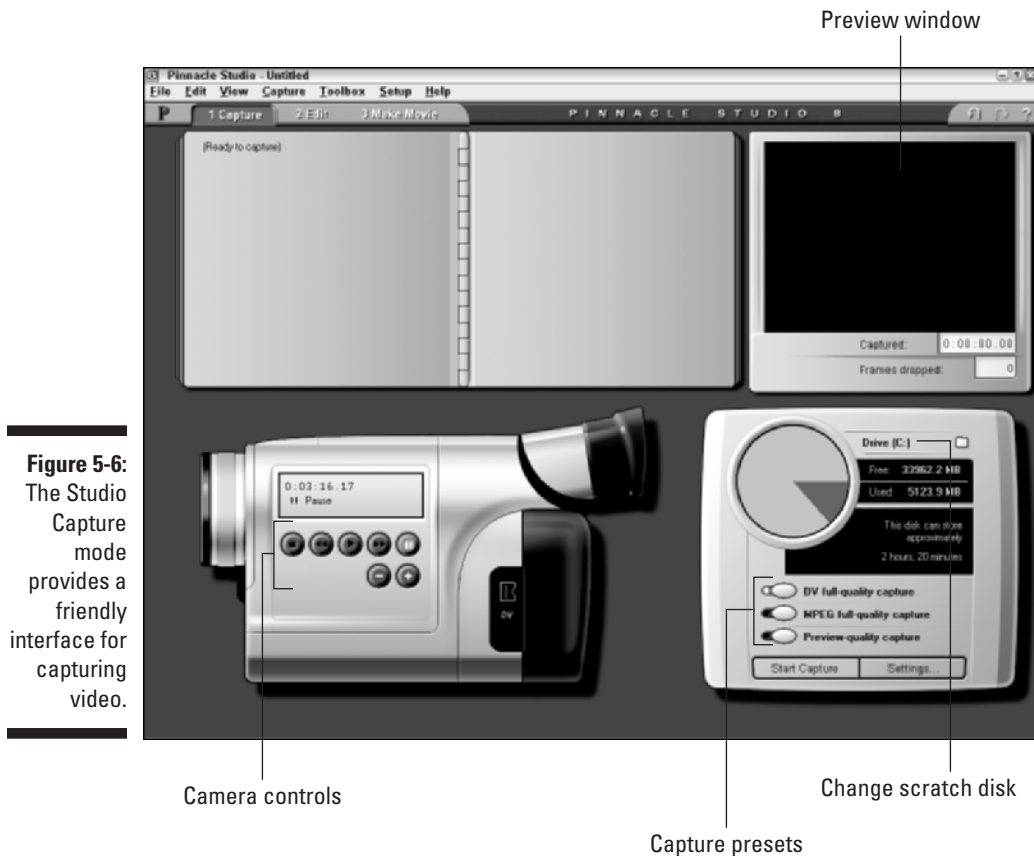 Preview window
Pinnacle Studio - Untitled
File Edit View Capture Toolbox Setup Help
P 1 Capture 2 Edit 3 Make Movie PINNACLE STUDIO 8 ?
(Ready to capture)
Captured: 0:00:00.00
Frames dropped: 0
0:03:16.17
Pause
DV
Drive (C:)
Free: 33962.2 MB
Used: 5123.9 MB
This disk can store
approximately
2 hours, 20 minutes
DV full-quality capture
MPEG full-quality capture
Preview-quality capture
Start Capture Settings...
Figure 5-6:
The Studio
Capture
mode
provides a
friendly
interface for
capturing
video.
Camera controls
Change scratch disk
Capture presets